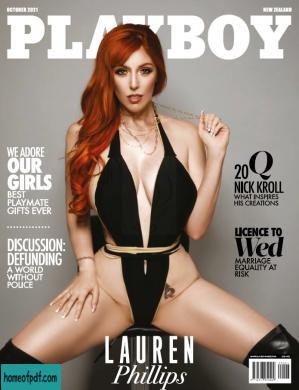 OCTOBER 2021
NEW ZEALAND
PLAYBOY
WE ADORE
OUR
GIRLS
BEST
PLAYMATE
GIFTS EVER
DISCUSSION:
DEFUNDING
A WORLD
WITHOUT
POLICE
20Q
NICK KROLL
WHAT INSPIRES
HIS CREATIONS
LICENCE TO
Wed
MARRIAGE
EQUALITY AT
RISK
LAUREN
Phillips
homeofpdf.com